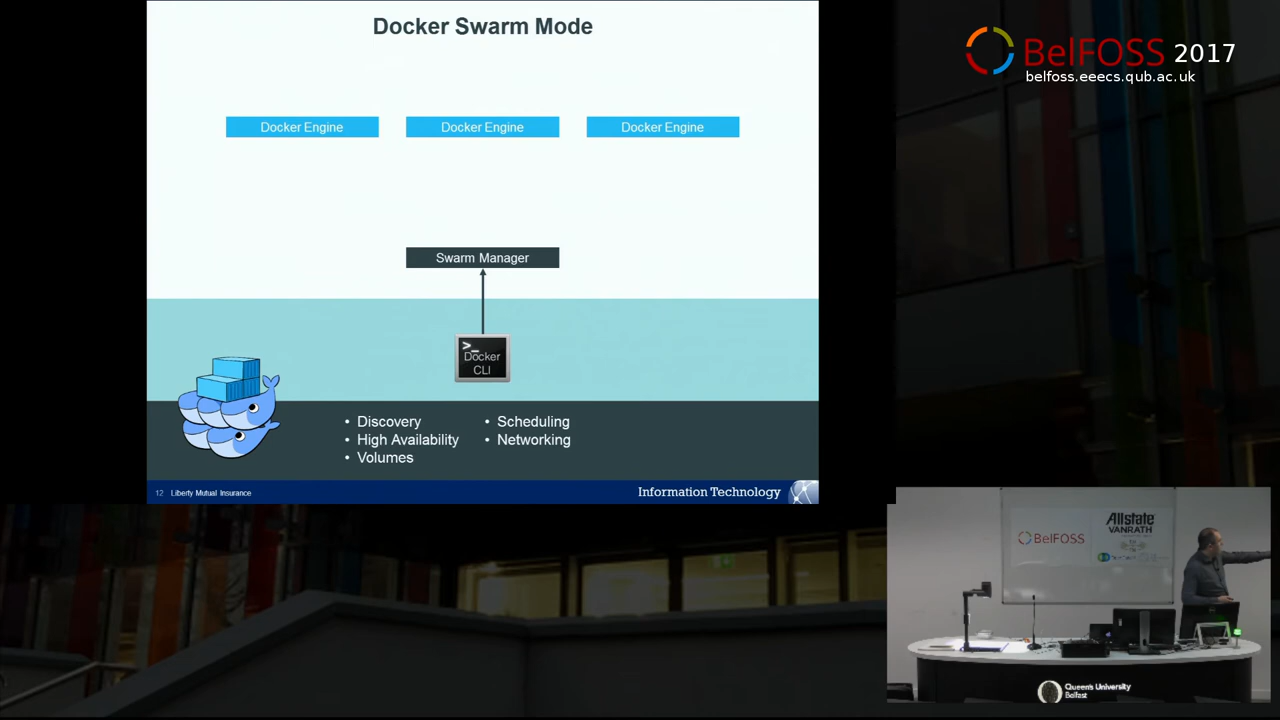 Docker Swarm Mode
BelFOSS 2017
belfoss.eeecs.qub.ac.uk
Docker Engine
Docker Engine
Docker Engine
Swarm Manager
>_
Docker
CLI
• Discovery
• High Availability
• Volumes
• Scheduling
• Networking
12 Liberty Mutual Insurance
Information Technology
BelFOSS
Allstate
VANRATH
Queen's University
Belfast